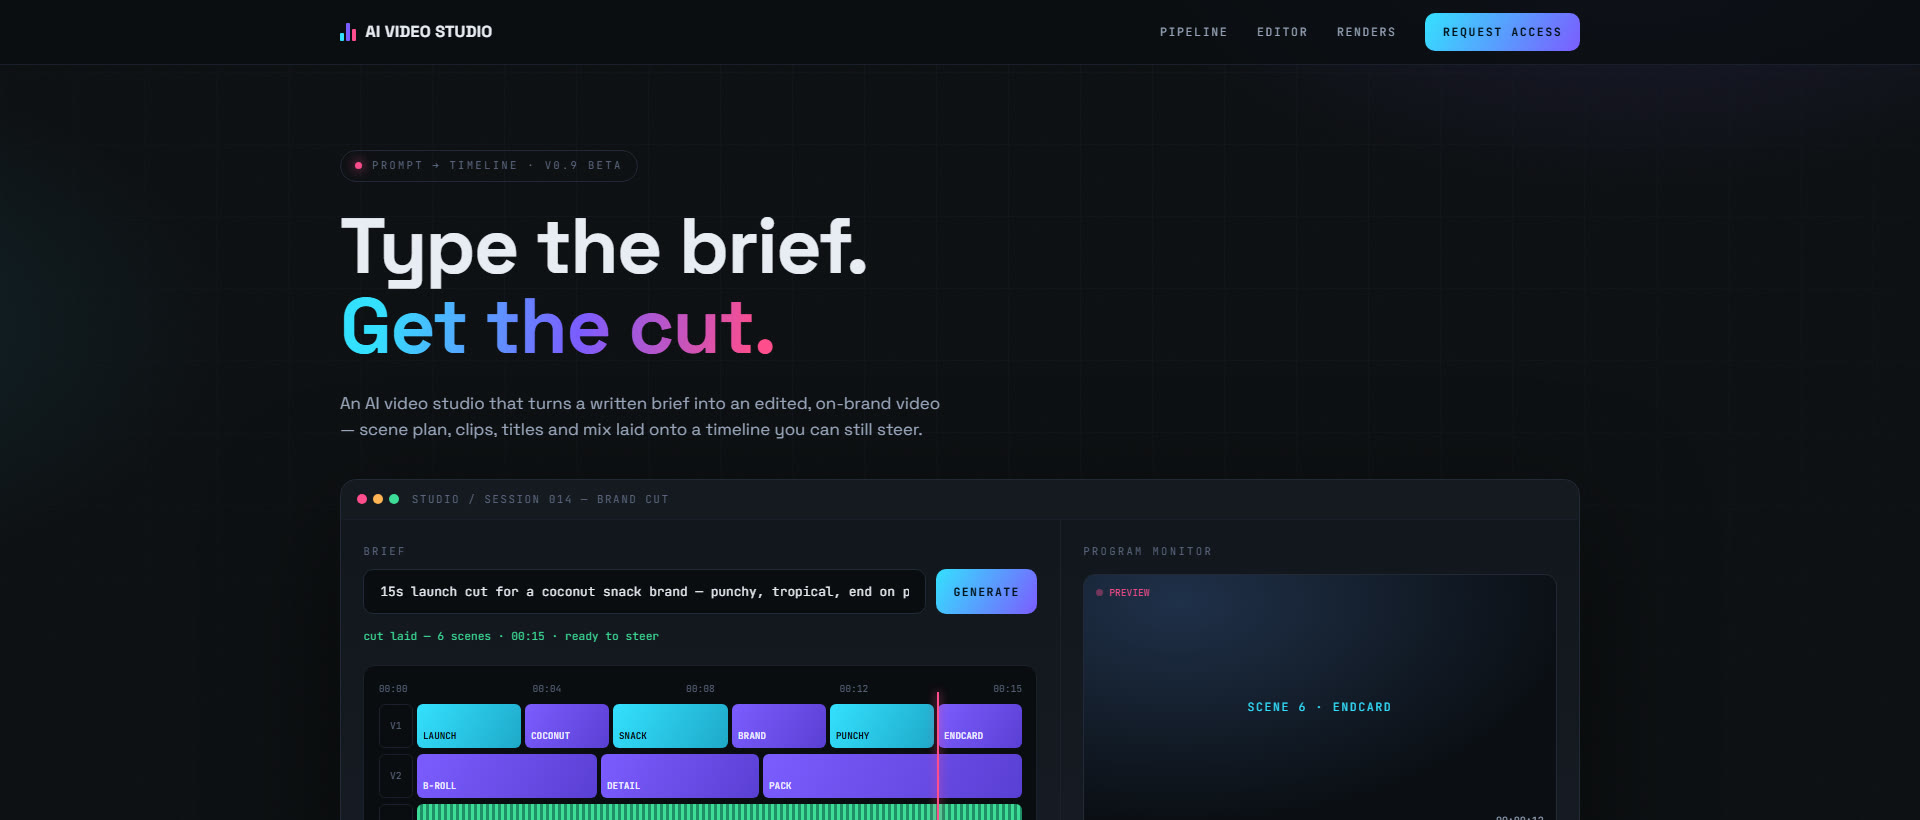 AI VIDEO STUDIO
PIPELINE EDITOR RENDERS REQUEST ACCESS
PROMPT → TIMELINE · V0.9 BETA
Type the brief.
Get the cut.
An AI video studio that turns a written brief into an edited, on-brand video
— scene plan, clips, titles and mix laid onto a timeline you can still steer.
STUDIO / SESSION 014 — BRAND CUT
BRIEF
15s launch cut for a coconut snack brand — punchy, tropical, end on p
GENERATE
cut laid — 6 scenes · 00:15 · ready to steer
00:00 00:04 00:08 00:12 00:15
V1 LAUNCH COCONUT SNACK BRAND PUNCHY ENDCARD
V2 B-ROLL DETAIL PACK
PROGRAM MONITOR
PREVIEW
SCENE 6 · ENDCARD